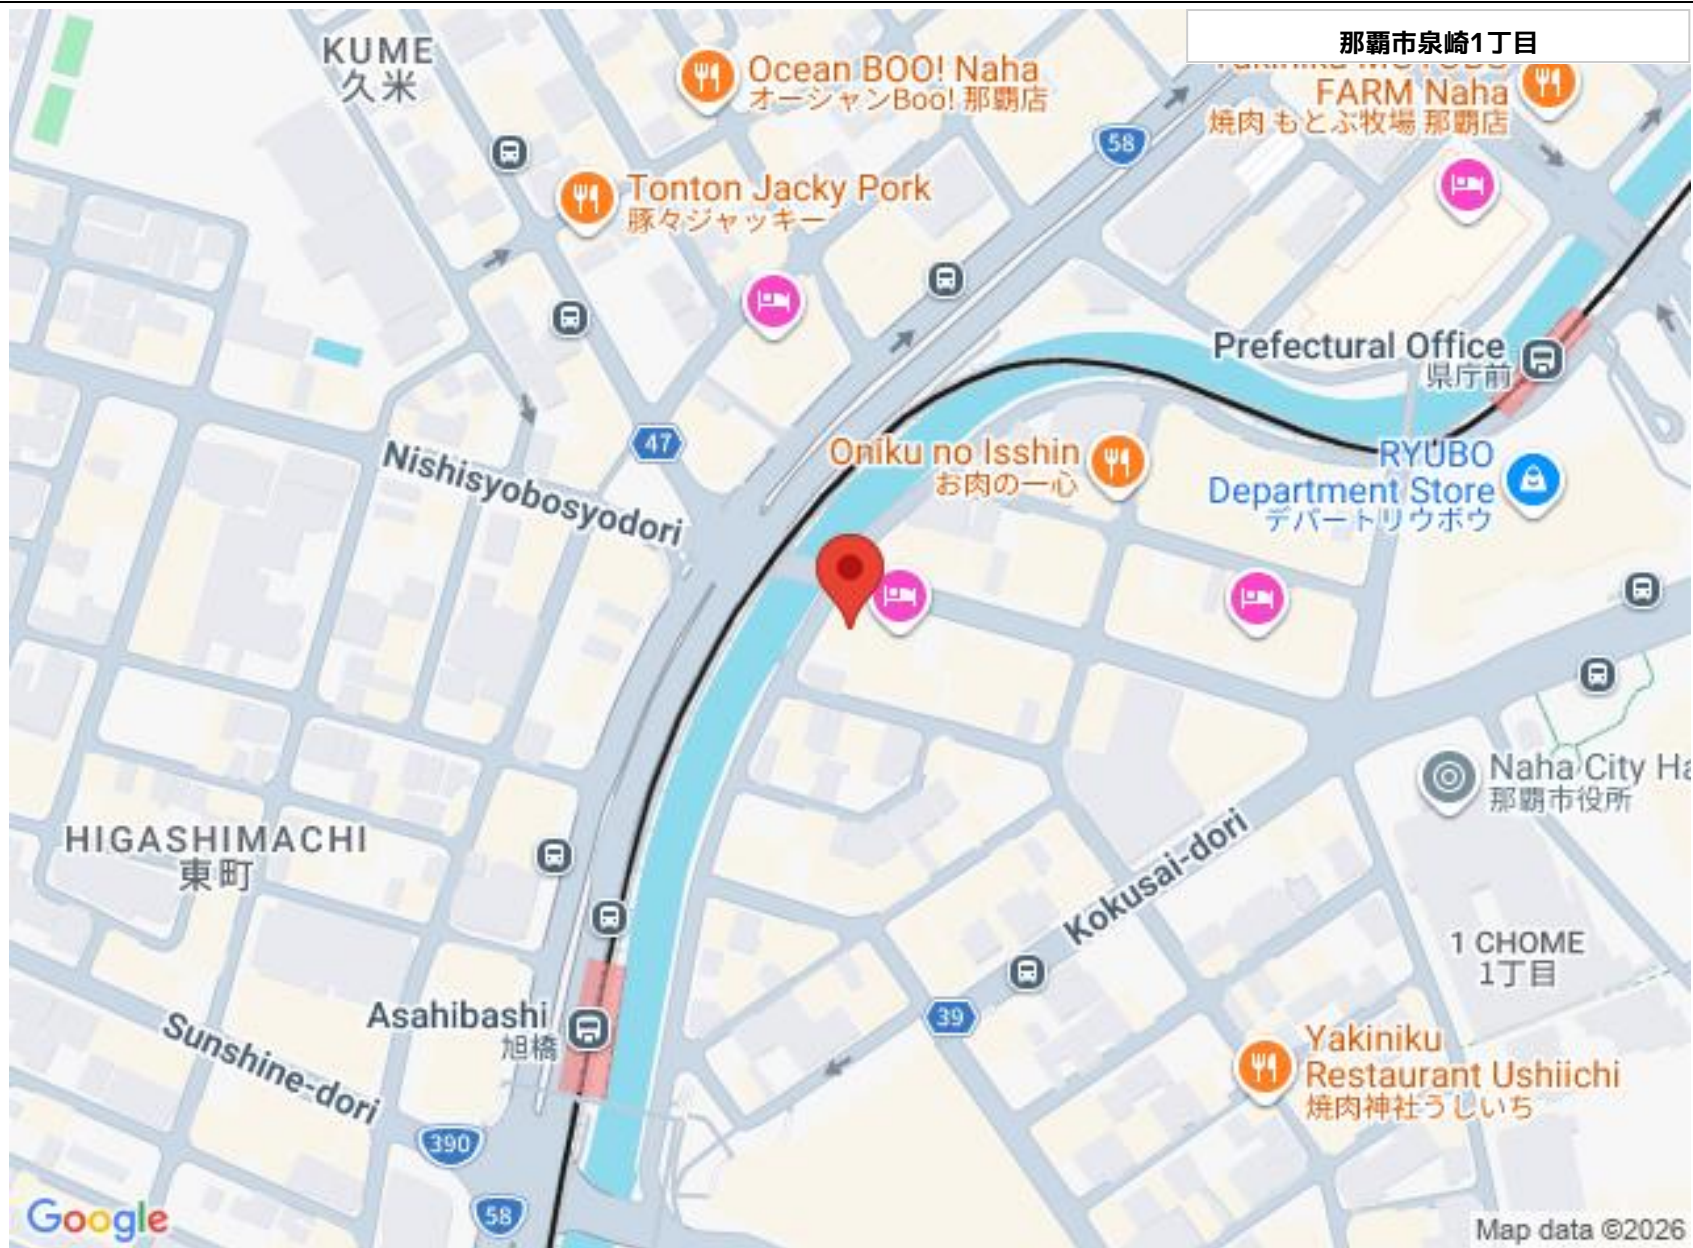 那覇市泉崎1丁目
KUME
久米
Ocean BOO! Naha
オーシャンBoo! 那覇店
FARM Naha
焼肉 もとぶ牧場 那覇店
58
Tonton Jacky Pork
豚々ジャッキー
Prefectural Office
県庁前
47
Nishisyobosyodori
Oniku no Isshin
お肉の一心
RYUBO
Department Store
デパートリウボウ
Naha City Ha
那覇市役所
HIGASHIMACHI
東町
Kokusai-dori
1 CHOME
1丁目
Asahibashi
旭橋
39
Sunshine-dori
Yakiniku
Restaurant Ushiichi
焼肉神社うしいち
390
58
Google
Map data ©2026